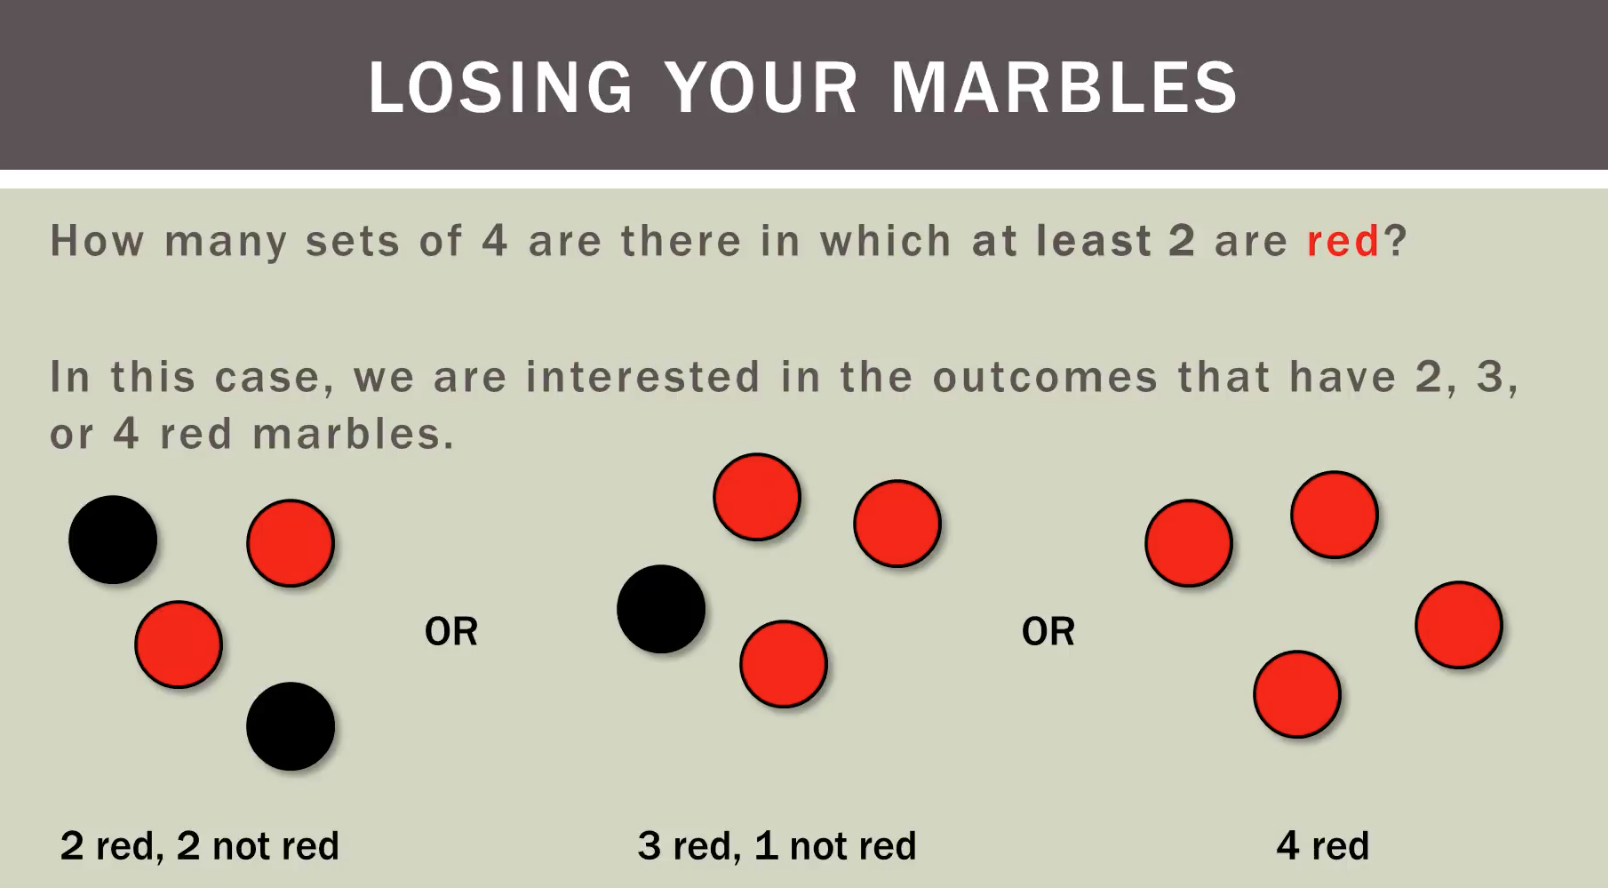 LOSING YOUR MARBLES
How many sets of 4 are there in which at least 2 are red?
In this case, we are interested in the outcomes that have 2, 3,
or 4 red marbles.
OR
OR
2 red, 2 not red
3 red, 1 not red
4 red